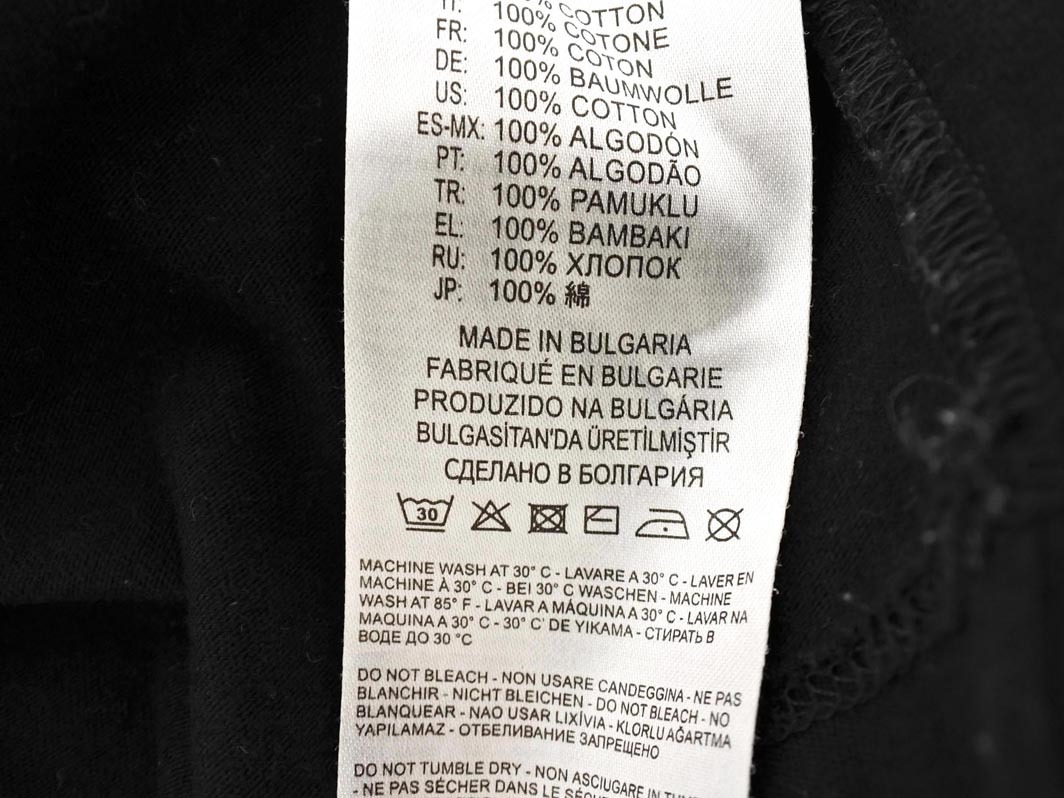 100% COTTON
IT: 100% COTONE
FR: 100% COTON
DE: 100% BAUMWOLLE
US: 100% COTTON
ES-MX: 100% ALGODÓN
PT: 100% ALGODÃO
TR: 100% PAMUKLU
EL: 100% BAMBAKI
RU: 100% ХЛОПОК
JP: 100% 綿
MADE IN BULGARIA
FABRIQUÉ EN BULGARIE
PRODUZIDO NA BULGÁRIA
BULGASİTAN'DA ÜRETİLMİŞTİR
СДЕЛАНО В БОЛГАРИЯ
30
MACHINE WASH AT 30° C - LAVARE A 30° C - LAVER EN
MACHINE À 30° C - BEI 30° C WASCHEN - MACHINE
WASH AT 85° F - LAVAR A MÁQUINA A 30° C - LAVAR NA
MAQUINA A 30° C - 30° C' DE YIKAMA - СТИРАТЬ В
ВОДЕ ДО 30 °C
DO NOT BLEACH - NON USARE CANDEGGINA - NE PAS
BLANCHIR - NICHT BLEICHEN - DO NOT BLEACH - NO
BLANQUEAR - NAO USAR LIXÍVIA - KLORLU AĞARTMA
YAPILAMAZ - ОТБЕЛИВАНИЕ ЗАПРЕЩЕНО
DO NOT TUMBLE DRY - NON ASCIUGARE IN
- NE PAS SÉCHER DANS LE